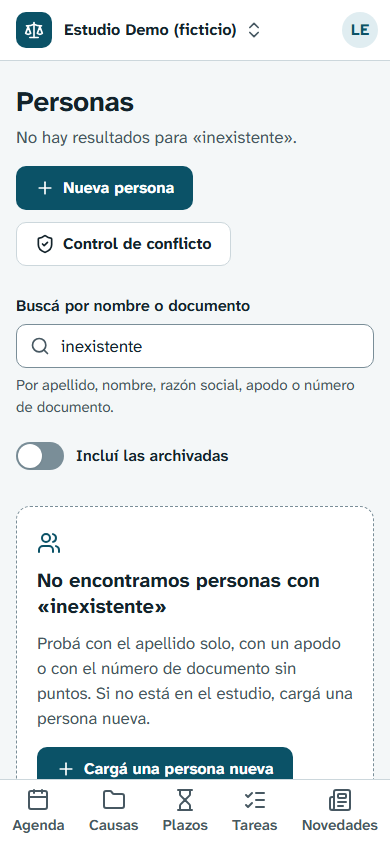 Estudio Demo (ficticio)
LE
Personas
No hay resultados para «inexistente».
Nueva persona
Control de conflicto
Buscá por nombre o documento
inexistente
Por apellido, nombre, razón social, apodo o número
de documento.
Incluí las archivadas
No encontramos personas con
«inexistente»
Probá con el apellido solo, con un apodo
o con el número de documento sin
puntos. Si no está en el estudio, cargá una
persona nueva.
Cargá una persona nueva
Agenda
Causas
Plazos
Tareas
Novedades